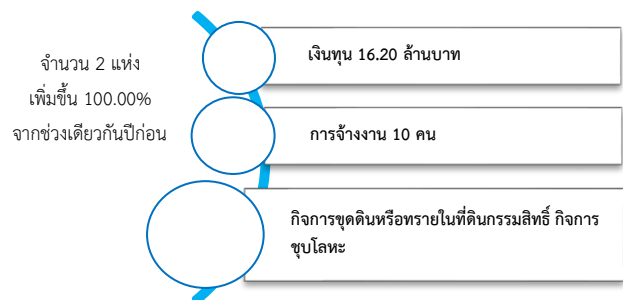 จำนวน 2 แห่ง
เพิ่มขึ้น 100.00%
จากช่วงเดียวกันปีก่อน
เงินทุน 16.20 ล้านบาท
การจ้างงาน 10 คน
กิจการขุดดินหรือทรายในที่ดินกรรมสิทธิ์ กิจการ
ชุบโลหะ